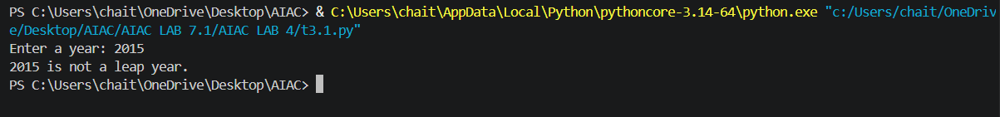 PS C:\Users\chait\OneDrive\Desktop\AIAC> & C:\Users\chait\AppData\Local\Python\pythoncore-3.14-64\python.exe "c:/Users/chait/OneDriv
e/Desktop/AIAC/AIAC LAB 7.1/AIAC LAB 4/t3.1.py"
Enter a year: 2015
2015 is not a leap year.
PS C:\Users\chait\OneDrive\Desktop\AIAC>